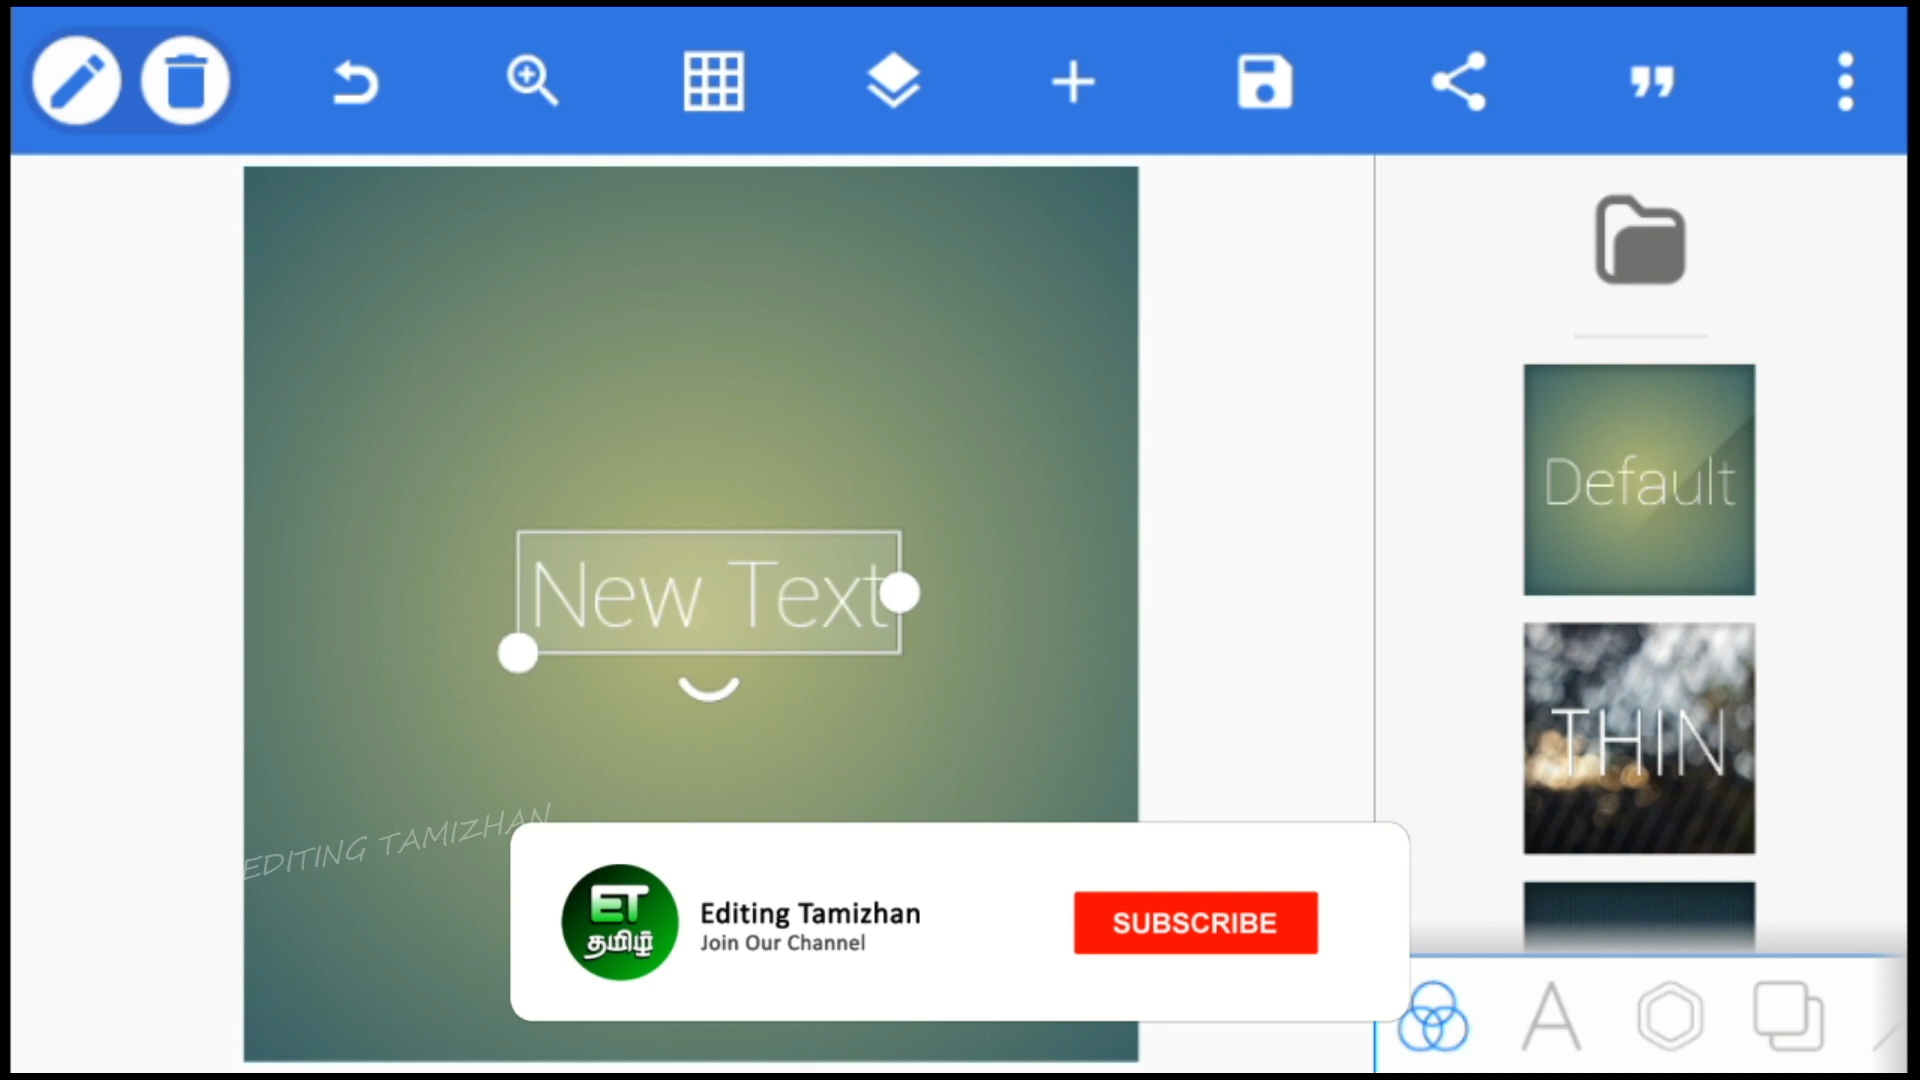 Default
New Text
THIN
EDITING TAMIZHAN
ET
தமிழ்
Editing Tamizhan
Join Our Channel
SUBSCRIBE